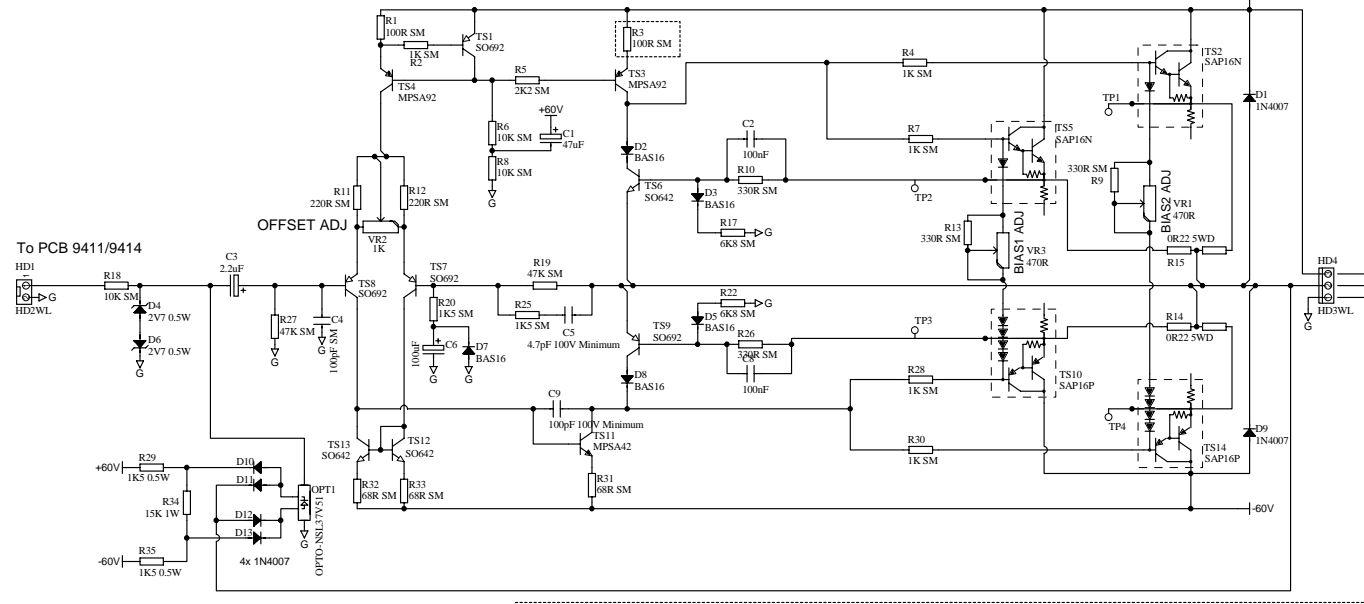 R1
100R SM
1K SM
R2
TS1
SO692
TS4
MPSA92
R5
2K2 SM
R3
100R SM
TS3
MPSA92
R4
1K SM
TS2
SAP16N
D1
1N4007
TP1
+60V
C1
47uF
R6
10K SM
R8
10K SM
G
D2
BAS16
C2
100nF
R10
330R SM
R7
1K SM
TS5
SAP16N
TP2
TS6
SO642
D3
BAS16
R17
6K8 SM
G
330R SM
R9
VR1
470R
BIAS2 ADJ
R11
220R SM
R12
220R SM
OFFSET ADJ
VR2
1K
R13
330R SM
BIAS1 ADJ
VR3
470R
0R22 5WD
R15
To PCB 9411/9414
HD1
1
G
HD2WL
R18
10K SM
C3
2.2uF
TS8
SO692
TS7
SO692
R19
47K SM
HD4
HD3WL
G
D4
2V7 0.5W
D6
2V7 0.5W
G
R27
47K SM
G
C4
100pF SM
G
R20
1K5 SM
C6
100uF
G
D7
BAS16
G
R25
1K5 SM
C5
4.7pF 100V Minimum
R22
6K8 SM
G
D5
BAS16
TS9
SO692
R26
330R SM
C8
100nF
TP3
R14
0R22 5WD
D8
BAS16
R28
1K SM
TS10
SAP16P
C9
100pF 100V Minimum
TS11
MPSA42
TP4
TS14
SAP16P
D9
1N4007
R30
1K SM
TS13
SO642
TS12
SO642
R32
68R SM
R33
68R SM
R31
68R SM
-60V
+60V
R29
1K5 0.5W
R34
15K 1W
D10
D11
D12
D13
OPT1
OPTO-NSL37V51
G
-60V
R35
1K5 0.5W
4x 1N4007